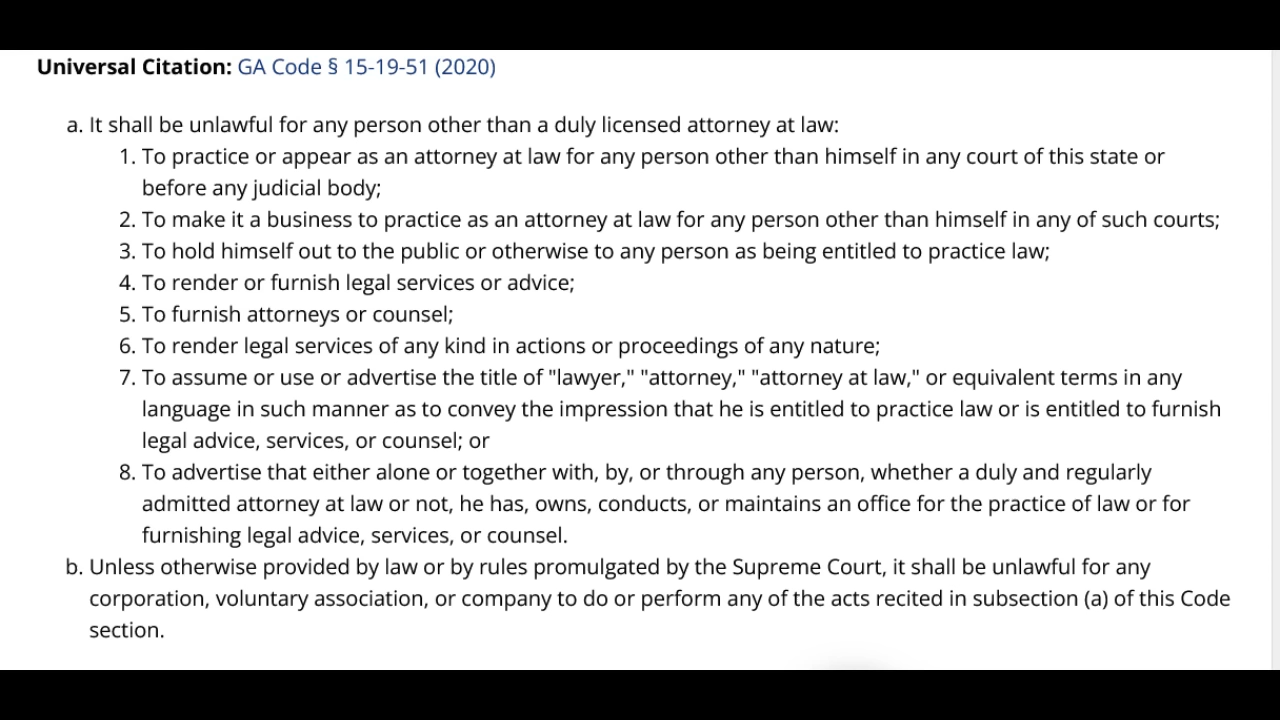 Universal Citation: GA Code § 15-19-51 (2020)
a. It shall be unlawful for any person other than a duly licensed attorney at law:
1. To practice or appear as an attorney at law for any person other than himself in any court of this state or
before any judicial body;
2. To make it a business to practice as an attorney at law for any person other than himself in any of such courts;
3. To hold himself out to the public or otherwise to any person as being entitled to practice law;
4. To render or furnish legal services or advice;
5. To furnish attorneys or counsel;
6. To render legal services of any kind in actions or proceedings of any nature;
7. To assume or use or advertise the title of "lawyer," "attorney," "attorney at law," or equivalent terms in any
language in such manner as to convey the impression that he is entitled to practice law or is entitled to furnish
legal advice, services, or counsel; or
8. To advertise that either alone or together with, by, or through any person, whether a duly and regularly
admitted attorney at law or not, he has, owns, conducts, or maintains an office for the practice of law or for
furnishing legal advice, services, or counsel.
b. Unless otherwise provided by law or by rules promulgated by the Supreme Court, it shall be unlawful for any
corporation, voluntary association, or company to do or perform any of the acts recited in subsection (a) of this Code
section.